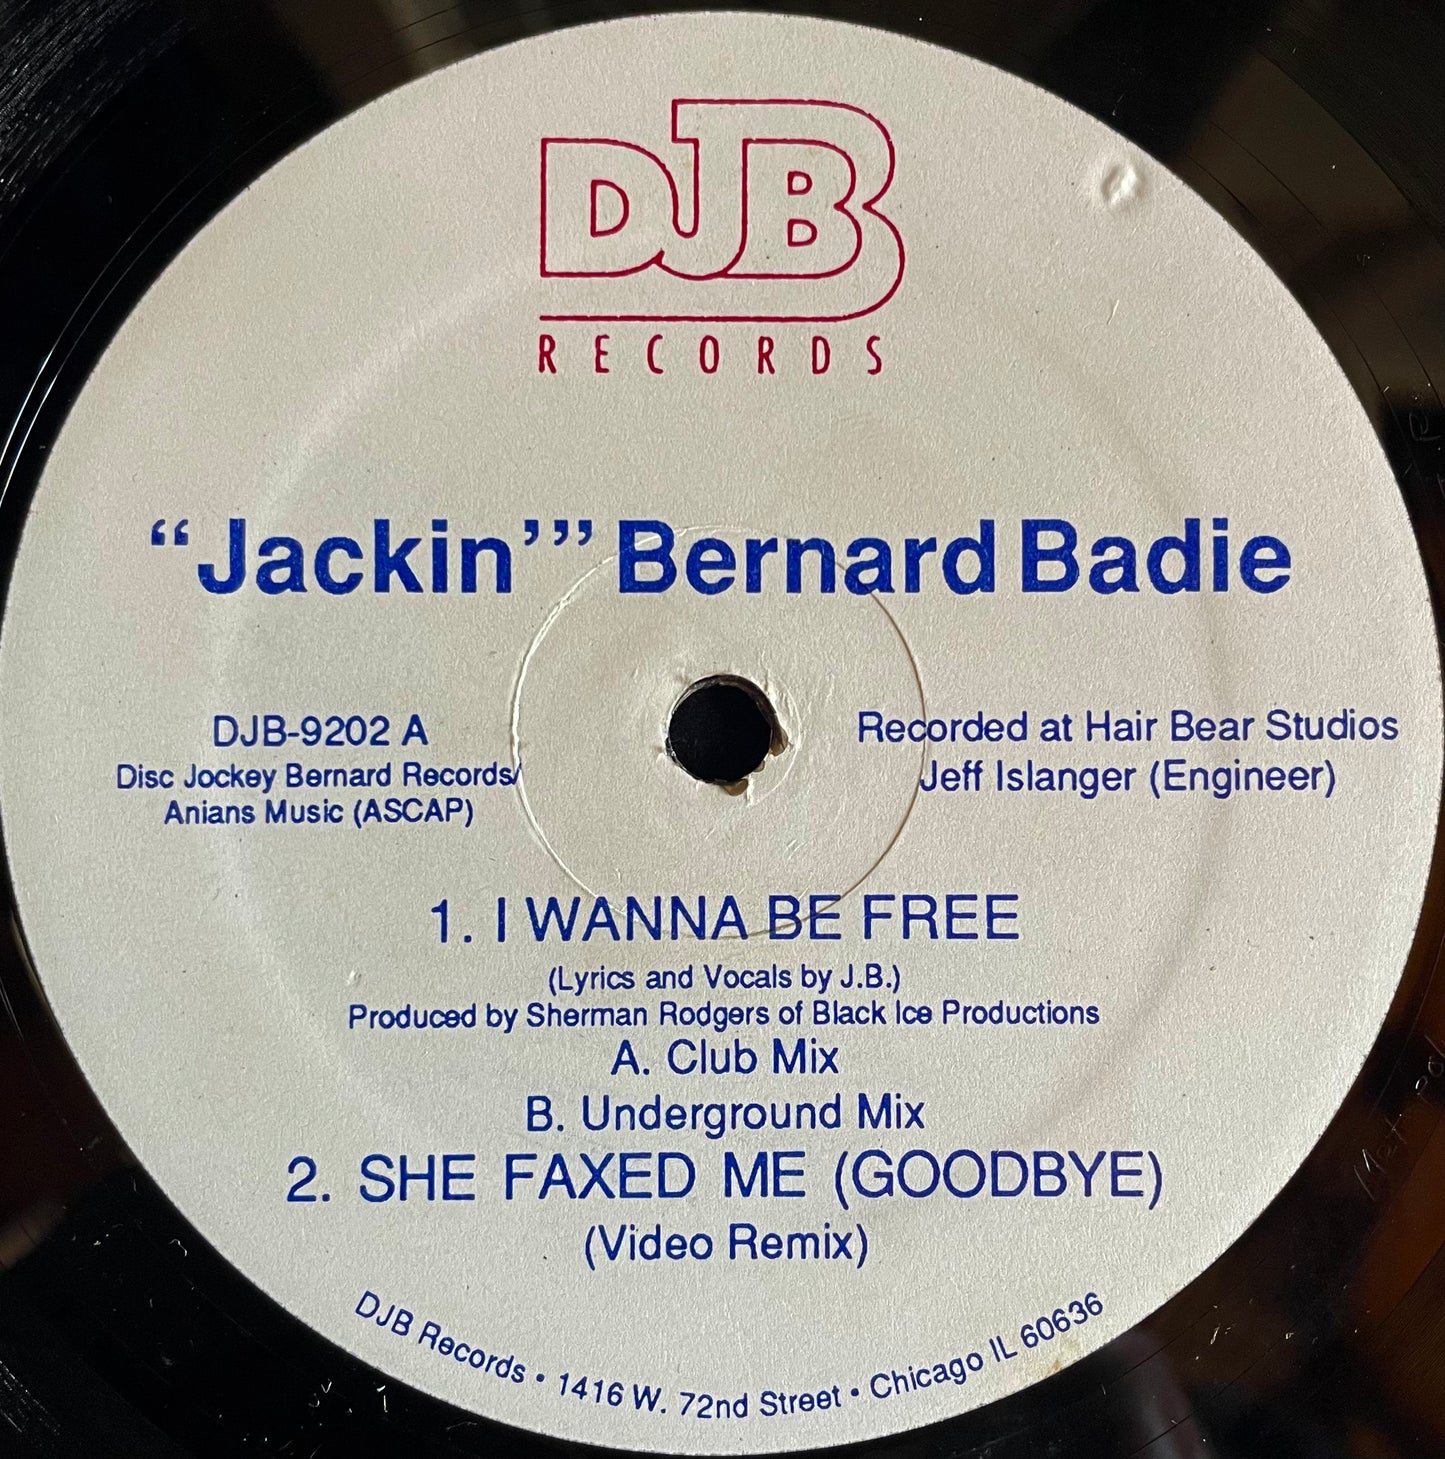 DJB
RECORDS
“Jackin’” Bernard Badie
DJB-9202 A
Disc Jockey Bernard Records/
Anians Music (ASCAP)
Recorded at Hair Bear Studios
Jeff Islanger (Engineer)
1. I WANNA BE FREE
(Lyrics and Vocals by J.B.)
Produced by Sherman Rodgers of Black Ice Productions
A. Club Mix
B. Underground Mix
2. SHE FAXED ME (GOODBYE)
(Video Remix)
DJB Records • 1416 W. 72nd Street • Chicago IL 60636